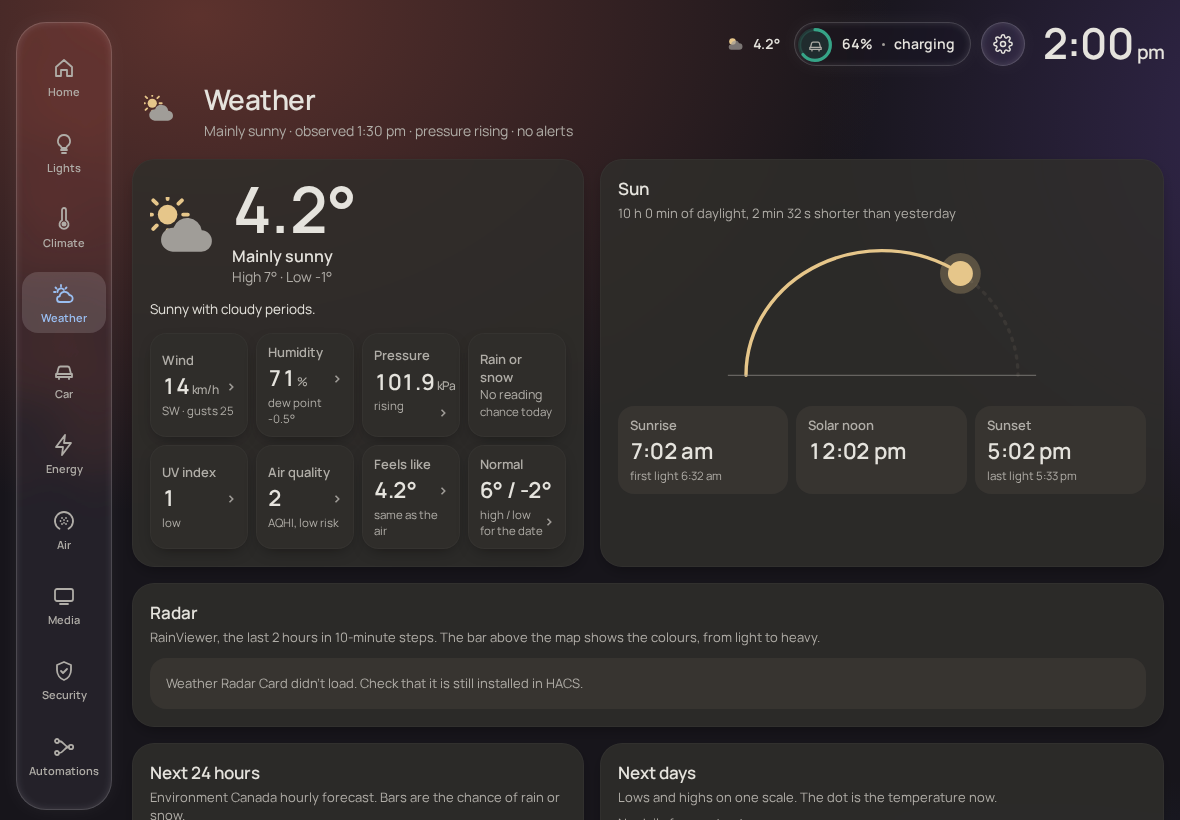 4.2°
64% • charging
2:00 pm
Home
Lights
Climate
Weather
Car
Energy
Air
Media
Security
Automations
Weather
Mainly sunny · observed 1:30 pm · pressure rising · no alerts
4.2°
Mainly sunny
High 7° · Low -1°
Sunny with cloudy periods.
Wind
14 km/h
SW · gusts 25
Humidity
71 %
dew point
-0.5°
Pressure
101.9 kPa
rising
Rain or
snow
No reading
chance today
UV index
1
low
Air quality
2
AQHI, low risk
Feels like
4.2°
same as the
air
Normal
6° / -2°
high / low
for the date
Sun
10 h 0 min of daylight, 2 min 32 s shorter than yesterday
Sunrise
7:02 am
first light 6:32 am
Solar noon
12:02 pm
Sunset
5:02 pm
last light 5:33 pm
Radar
RainViewer, the last 2 hours in 10-minute steps. The bar above the map shows the colours, from light to heavy.
Weather Radar Card didn't load. Check that it is still installed in HACS.
Next 24 hours
Environment Canada hourly forecast. Bars are the chance of rain or
snow.
Next days
Lows and highs on one scale. The dot is the temperature now.